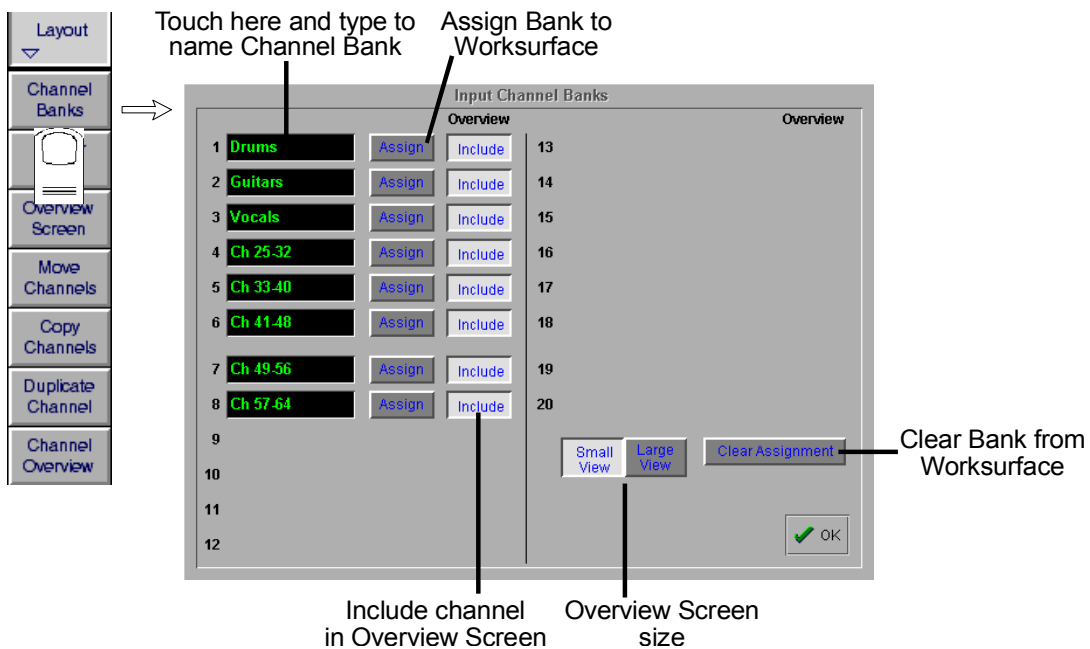 Touch here and type to
name Channel Bank
Assign Bank to
Worksurface
Layout
Channel
Banks
Overview
Screen
Move
Channels
Copy
Channels
Duplicate
Channel
Channel
Overview
Input Channel Banks
Overview
Overview
1 Drums Assign Include
2 Guitars Assign Include
3 Vocals Assign Include
4 Ch 25-32 Assign Include
5 Ch 33-40 Assign Include
6 Ch 41-48 Assign Include
7 Ch 49-56 Assign Include
8 Ch 57-64 Assign Include
9
10
11
12
13
14
15
16
17
18
19
20
Small
View
Large
View
Clear Assignment
OK
Clear Bank from
Worksurface
Include channel
in Overview Screen
Overview Screen
size